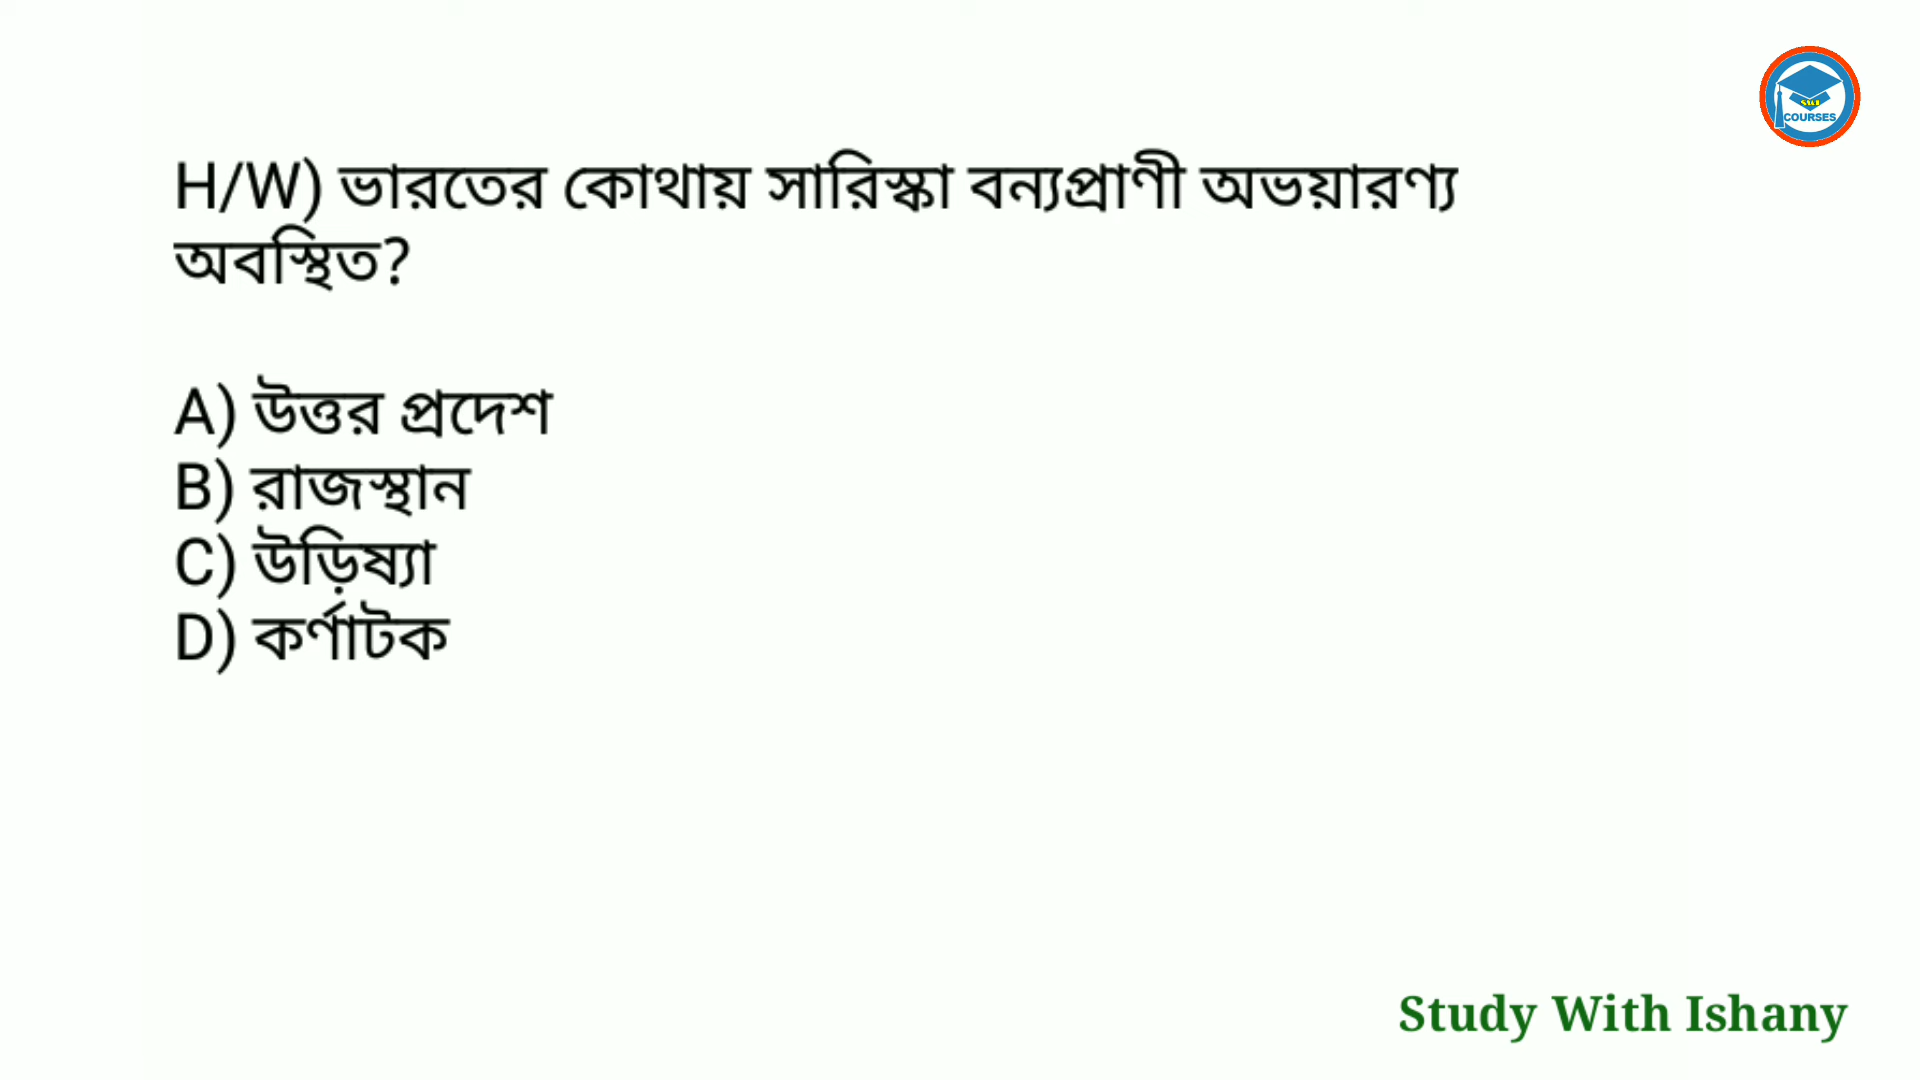 COURSES
H/W) ভারতের কোথায় সারিস্কা বন্যপ্রাণী অভয়ারণ্য
অবস্থিত?
A) উত্তর প্রদেশ
B) রাজস্থান
C) উড়িষ্যা
D) কর্ণাটক
Study With Ishany